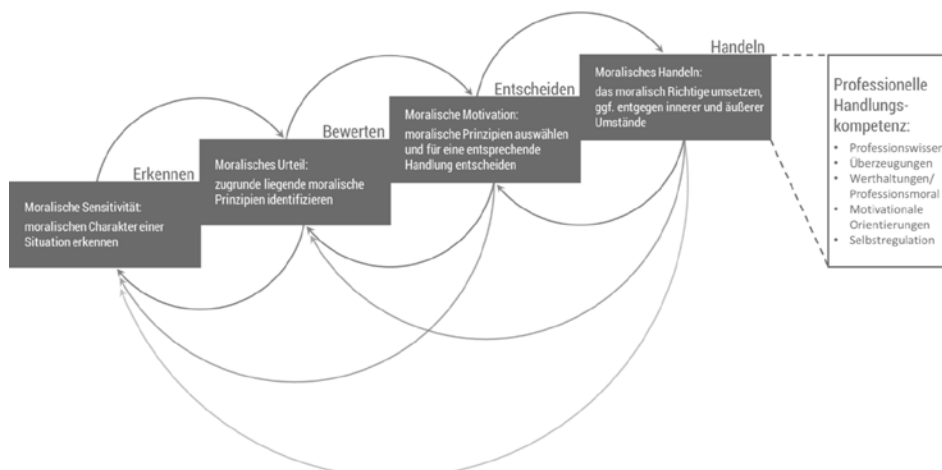 Erkennen
Moralische Sensitivität:
moralischen Charakter einer
Situation erkennen
Bewerten
Moralisches Urteil:
zugrunde liegende moralische
Prinzipien identifizieren
Entscheiden
Moralische Motivation:
moralische Prinzipien auswählen
und für eine entsprechende
Handlung entscheiden
Handeln
Moralisches Handeln:
das moralisch Richtige umsetzen,
ggf. entgegen innerer und äußerer
Umstände
Professionelle
Handlungs-
kompetenz:
• Professionswissen
• Überzeugungen
• Werthaltungen/
Professionsmoral
• Motivationale
Orientierungen
• Selbstregulation